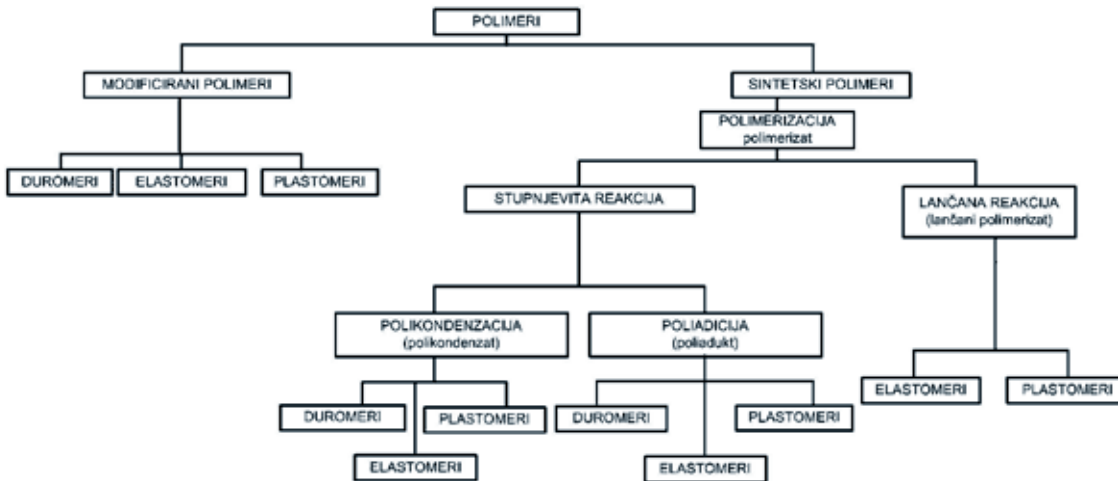 POLIMERI
MODIFICIRANI POLIMERI
SINTETSKI POLIMERI
POLIMERIZACIJA
polimerizat
DUROMERI
ELASTOMERI
PLASTOMERI
STUPNJEVITA REAKCIJA
LANČANA REAKCIJA
(lančani polimerizat)
POLIKONDENZACIJA
(polikondenzat)
POLIADICIJA
(poliadukt)
ELASTOMERI
PLASTOMERI
DUROMERI
PLASTOMERI
DUROMERI
PLASTOMERI
ELASTOMERI
ELASTOMERI